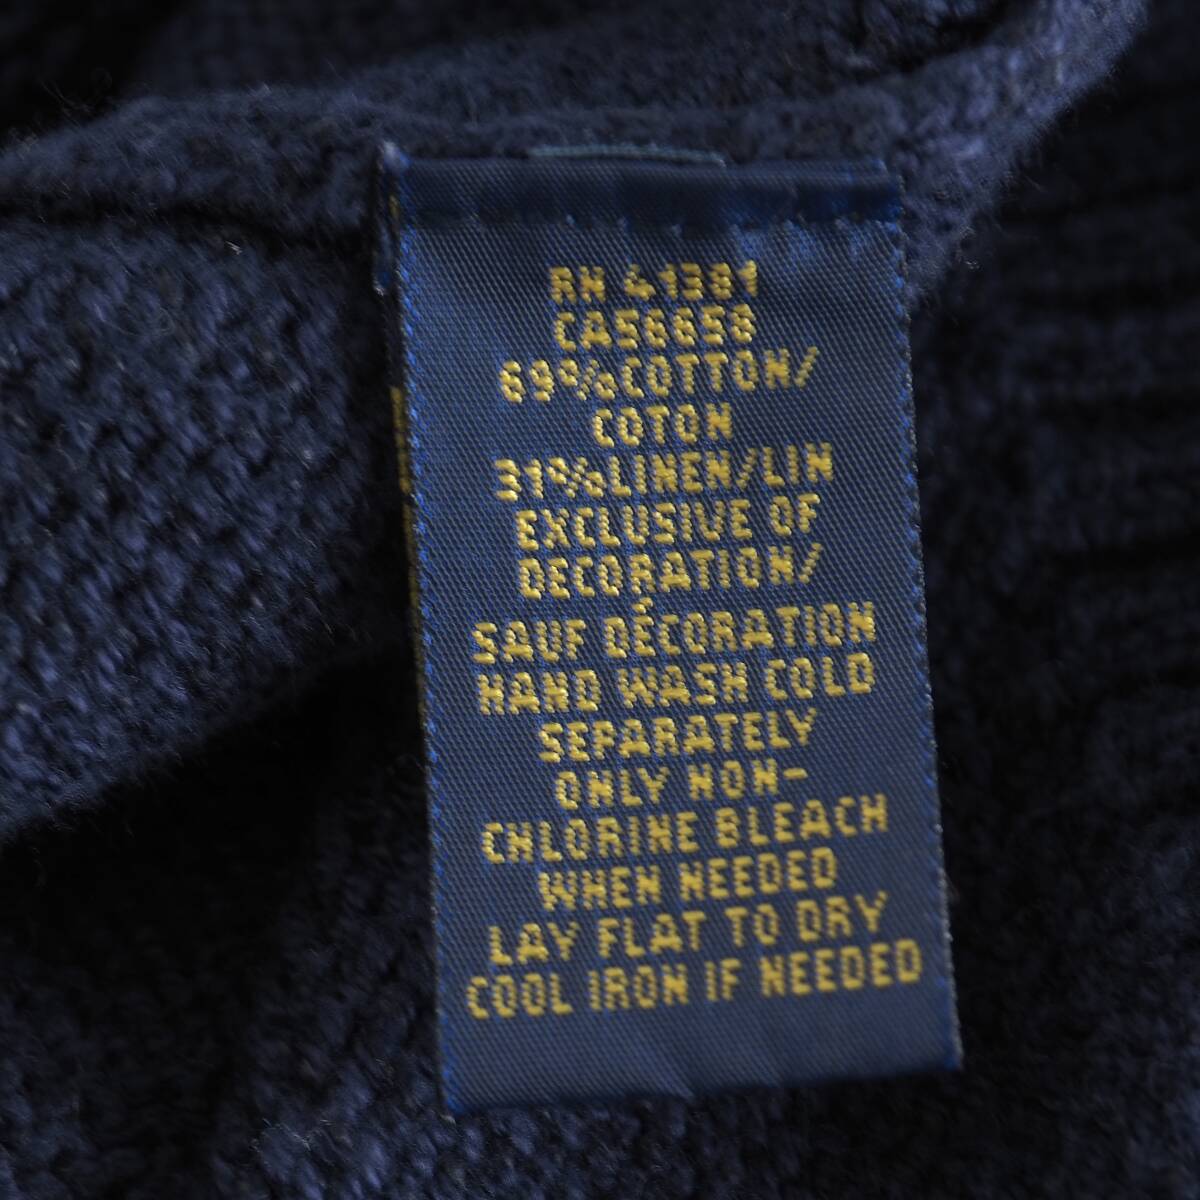 RN 41381
CA56658
69%COTTON/
COTON
31%LINEN/LIN
EXCLUSIVE OF
DECORATION/
SAUF DÉCORATION
HAND WASH COLD
SEPARATELY
ONLY NON-
CHLORINE BLEACH
WHEN NEEDED
LAY FLAT TO DRY
COOL IRON IF NEEDED